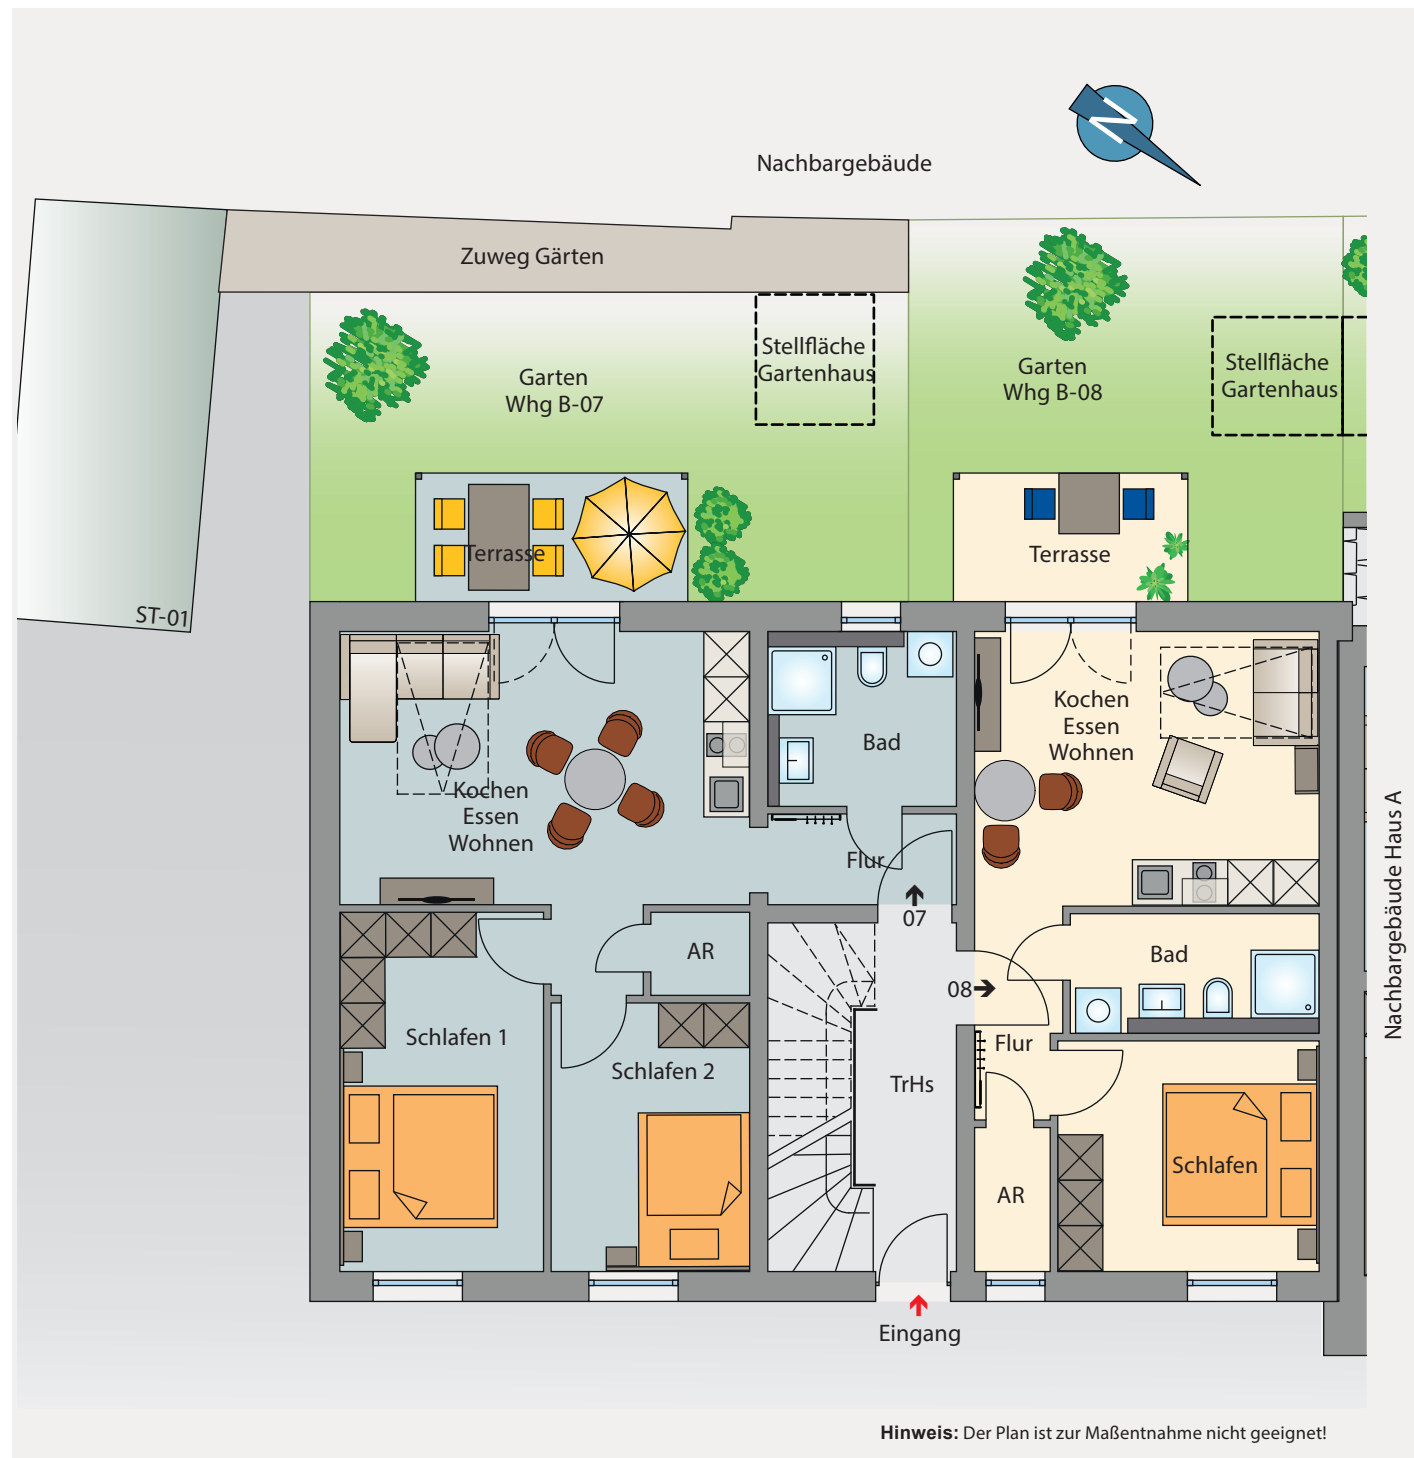 N
Nachbargebäude
Zuweg Gärten
Stellfläche
Gartenhaus
Garten
Whg B-07
Garten
Whg B-08
Stellfläche
Gartenhaus
Terrasse
Terrasse
ST-01
Kochen
Essen
Wohnen
Bad
Flur
07
Kochen
Essen
Wohnen
AR
Bad
08
Schlafen 1
Schlafen 2
TrHs
Flur
AR
Schlafen
Nachbargebäude Haus A
Eingang
Hinweis: Der Plan ist zur Maßentnahme nicht geeignet!